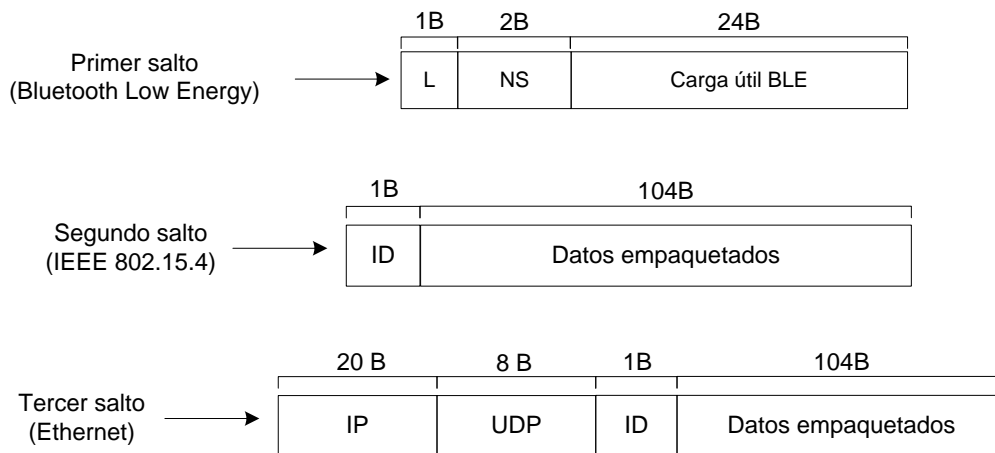 1B 2B 24B
Primer salto
(Bluetooth Low Energy)
L NS Carga útil BLE
1B 104B
Segundo salto
(IEEE 802.15.4)
ID Datos empaquetados
20 B 8 B 1B 104B
Tercer salto
(Ethernet)
IP UDP ID Datos empaquetados